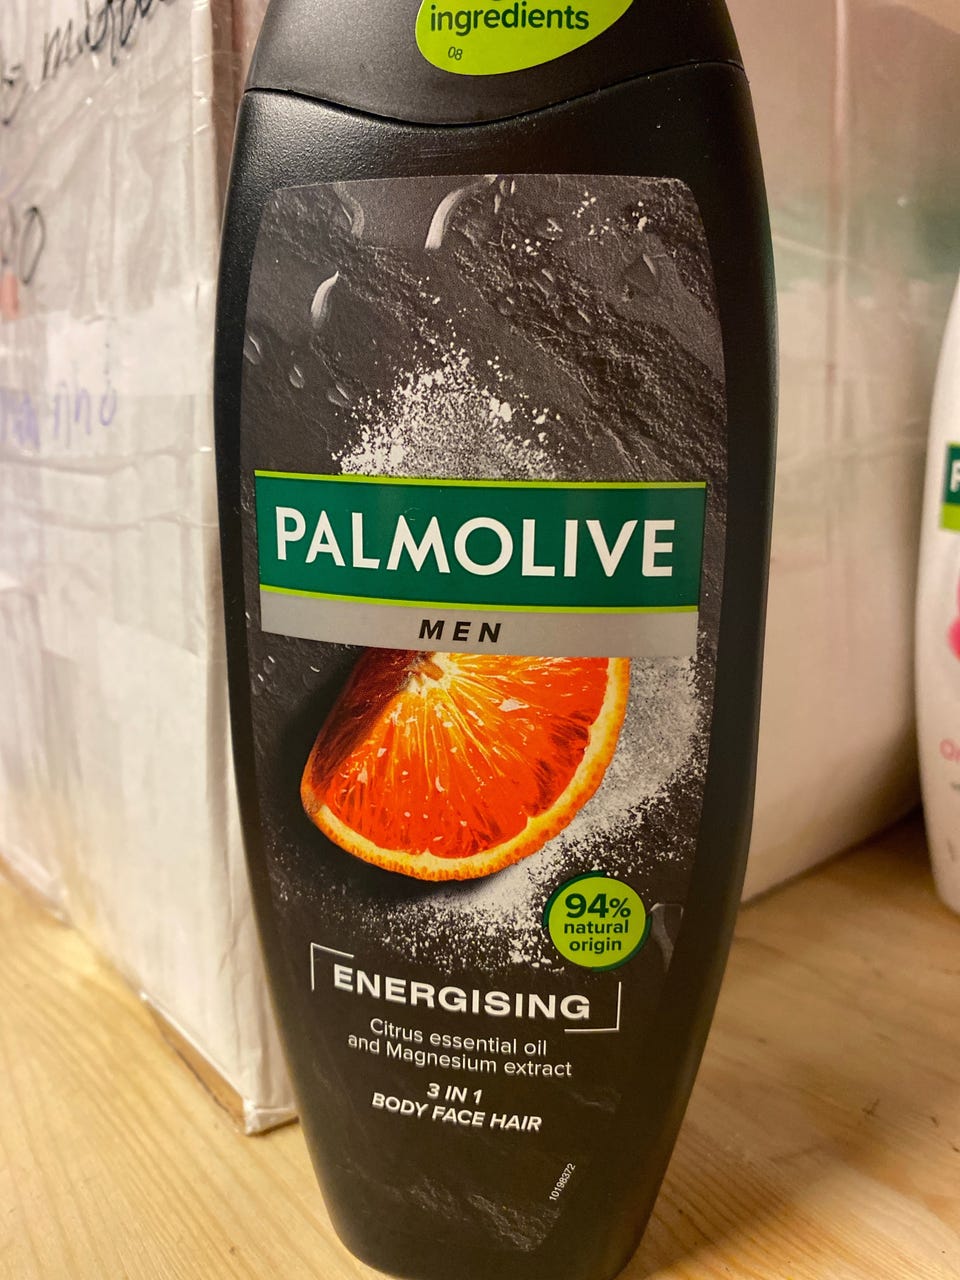 ingredients
08
PALMOLIVE
MEN
94%
natural
origin
ENERGISING
Citrus essential oil
and Magnesium extract
3 IN 1
BODY FACE HAIR
10198372